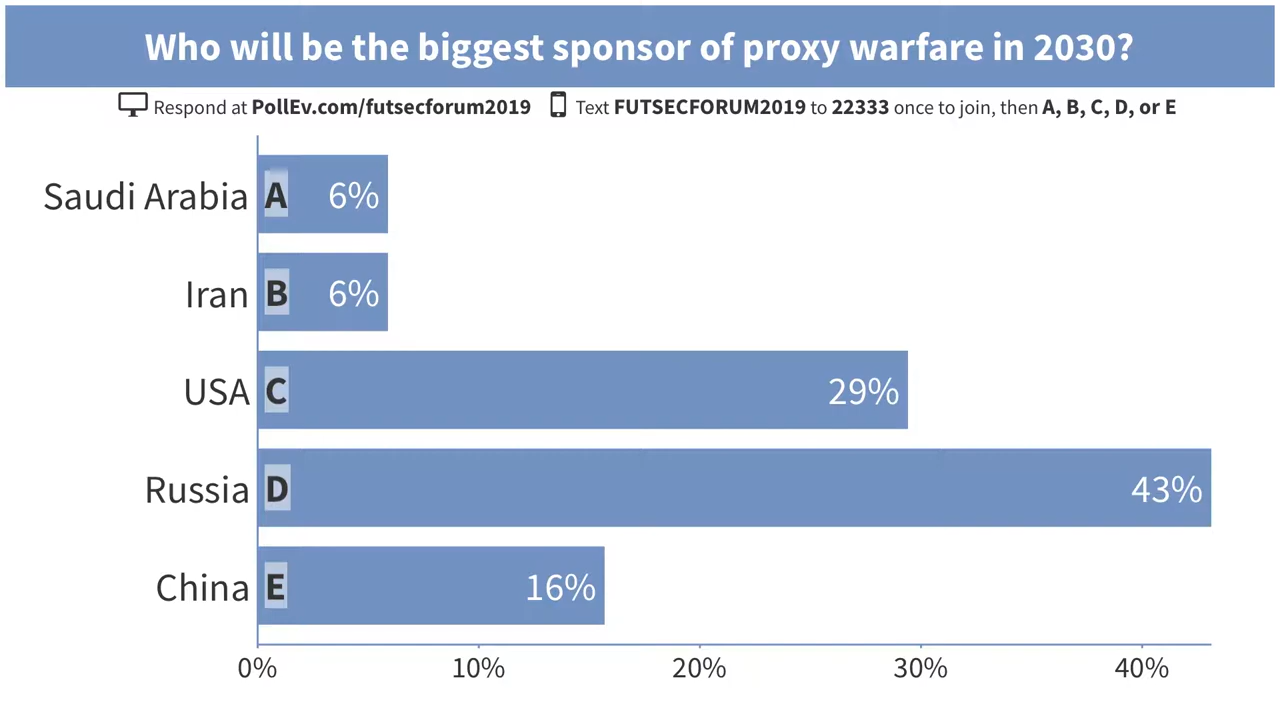 Who will be the biggest sponsor of proxy warfare in 2030?
Respond at PollEv.com/futsecforum2019 Text FUTSECFORUM2019 to 22333 once to join, then A, B, C, D, or E
Saudi Arabia A 6%
Iran B 6%
USA C 29%
Russia D 43%
China E 16%
0% 10% 20% 30% 40%